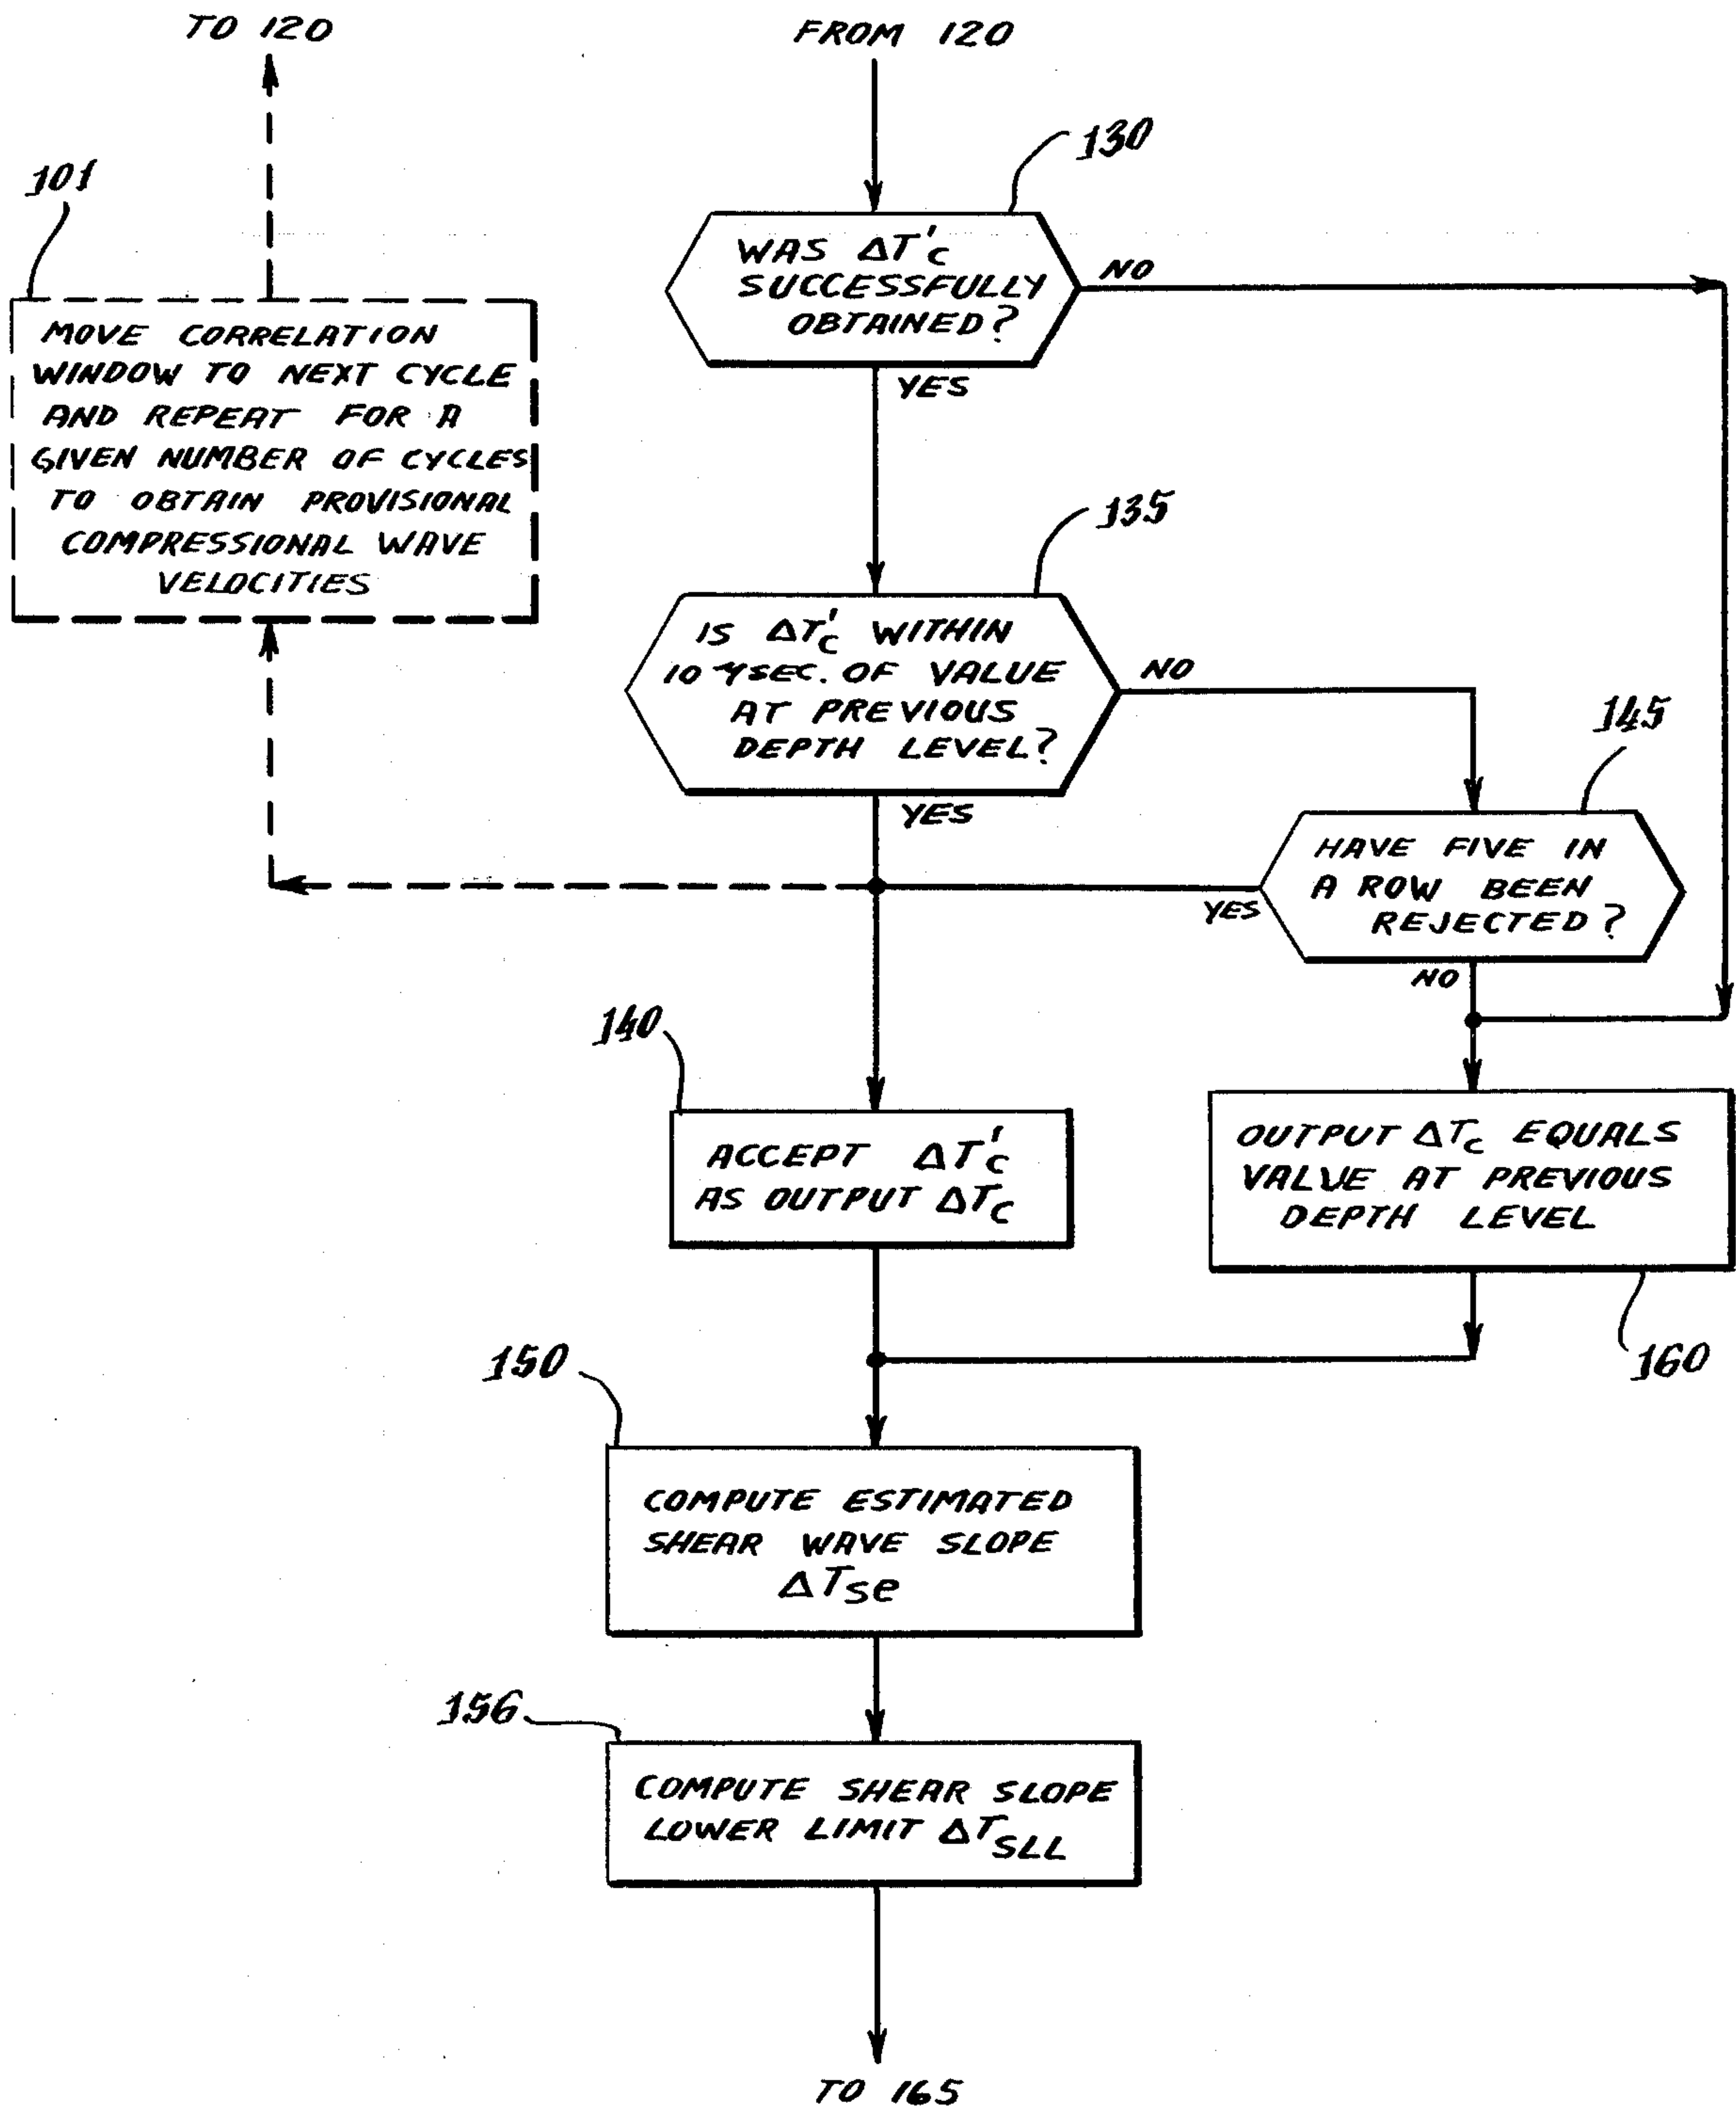 TO 120
FROM 120
130
101
WAS ΔT'c
SUCCESSFULLY
OBTAINED?
NO
YES
MOVE CORRELATION
WINDOW TO NEXT CYCLE
AND REPEAT FOR A
GIVEN NUMBER OF CYCLES
TO OBTAIN PROVISIONAL
COMPRESSIONAL WAVE
VELOCITIES
135
IS ΔT'c WITHIN
10 μSEC. OF VALUE
AT PREVIOUS
DEPTH LEVEL?
NO
YES
145
HAVE FIVE IN
A ROW BEEN
REJECTED?
YES
NO
140
ACCEPT ΔT'c
AS OUTPUT ΔTc
OUTPUT ΔTc EQUALS
VALUE AT PREVIOUS
DEPTH LEVEL
160
150
COMPUTE ESTIMATED
SHEAR WAVE SLOPE
ΔTse
156
COMPUTE SHEAR SLOPE
LOWER LIMIT ΔTSLL
TO 165